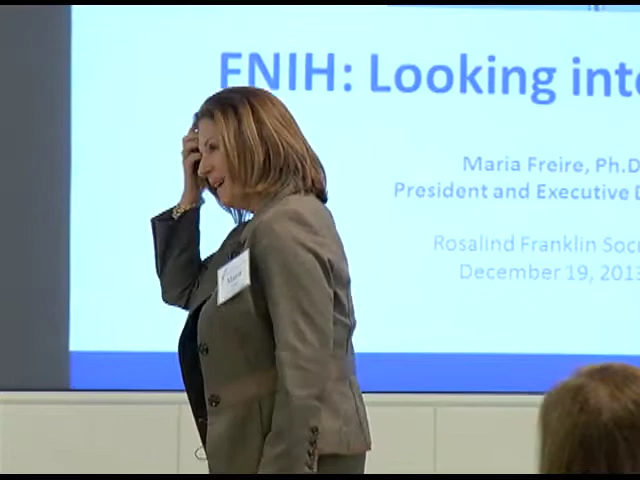 FNIH: Looking int
Maria Freire, Ph.D
President and Executive D
Rosalind Franklin Soc
December 19, 2013